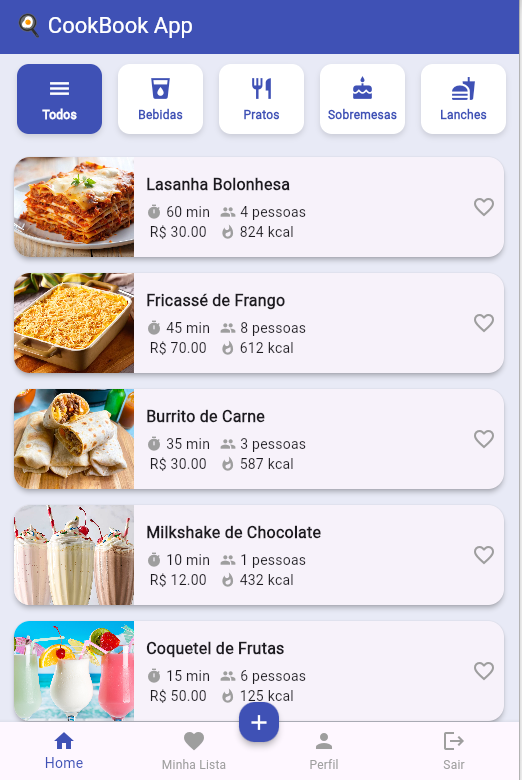 CookBook App
Todos
Bebidas
Pratos
Sobremesas
Lanches
Lasanha Bolonhesa
60 min 4 pessoas
R$ 30.00 824 kcal
Fricassé de Frango
45 min 8 pessoas
R$ 70.00 612 kcal
Burrito de Carne
35 min 3 pessoas
R$ 30.00 587 kcal
Milkshake de Chocolate
10 min 1 pessoas
R$ 12.00 432 kcal
Coquetel de Frutas
15 min 6 pessoas
R$ 50.00 125 kcal
Home
Minha Lista
Perfil
Sair